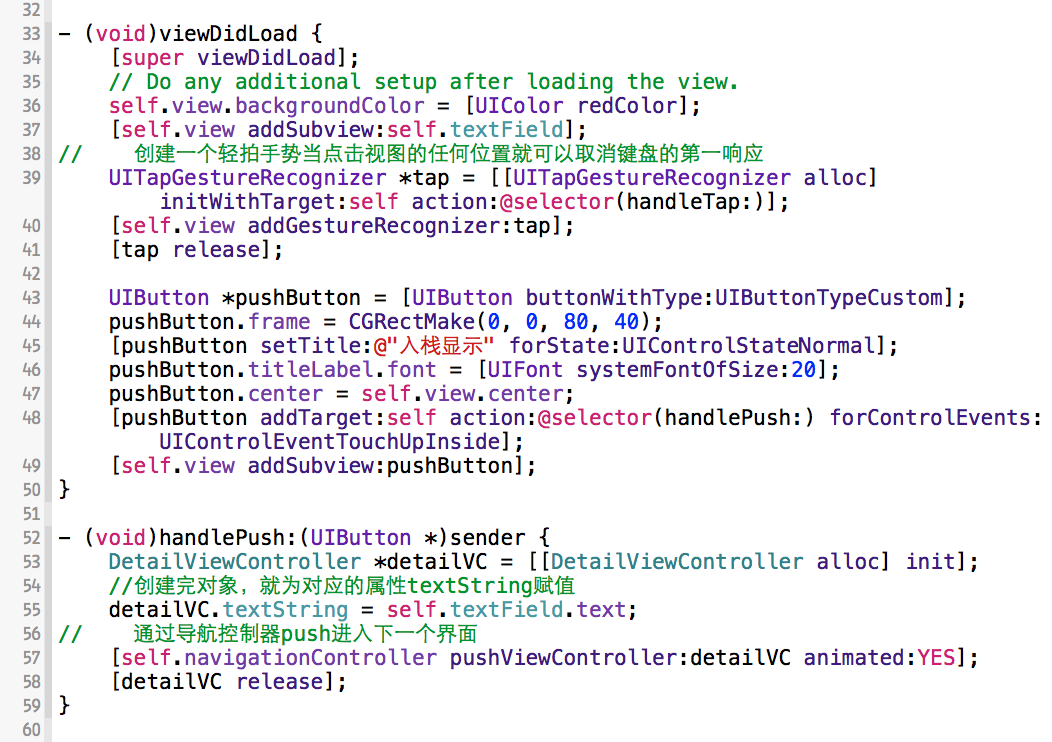 32
33 - (void)viewDidLoad {
34     [super viewDidLoad];
35     // Do any additional setup after loading the view.
36     self.view.backgroundColor = [UIColor redColor];
37     [self.view addSubview:self.textField];
38 //    创建一个轻拍手势当点击视图的任何位置就可以取消键盘的第一响应
39     UITapGestureRecognizer *tap = [[UITapGestureRecognizer alloc]
        initWithTarget:self action:@selector(handleTap:)];
40     [self.view addGestureRecognizer:tap];
41     [tap release];
42
43     UIButton *pushButton = [UIButton buttonWithType:UIButtonTypeCustom];
44     pushButton.frame = CGRectMake(0, 0, 80, 40);
45     [pushButton setTitle:@"入栈显示" forState:UIControlStateNormal];
46     pushButton.titleLabel.font = [UIFont systemFontOfSize:20];
47     pushButton.center = self.view.center;
48     [pushButton addTarget:self action:@selector(handlePush:) forControlEvents:
        UIControlEventTouchUpInside];
49     [self.view addSubview:pushButton];
50 }
51
52 - (void)handlePush:(UIButton *)sender {
53     DetailViewController *detailVC = [[DetailViewController alloc] init];
54     //创建完对象，就为对应的属性textString赋值
55     detailVC.textString = self.textField.text;
56 //    通过导航控制器push进入下一个界面
57     [self.navigationController pushViewController:detailVC animated:YES];
58     [detailVC release];
59 }
60